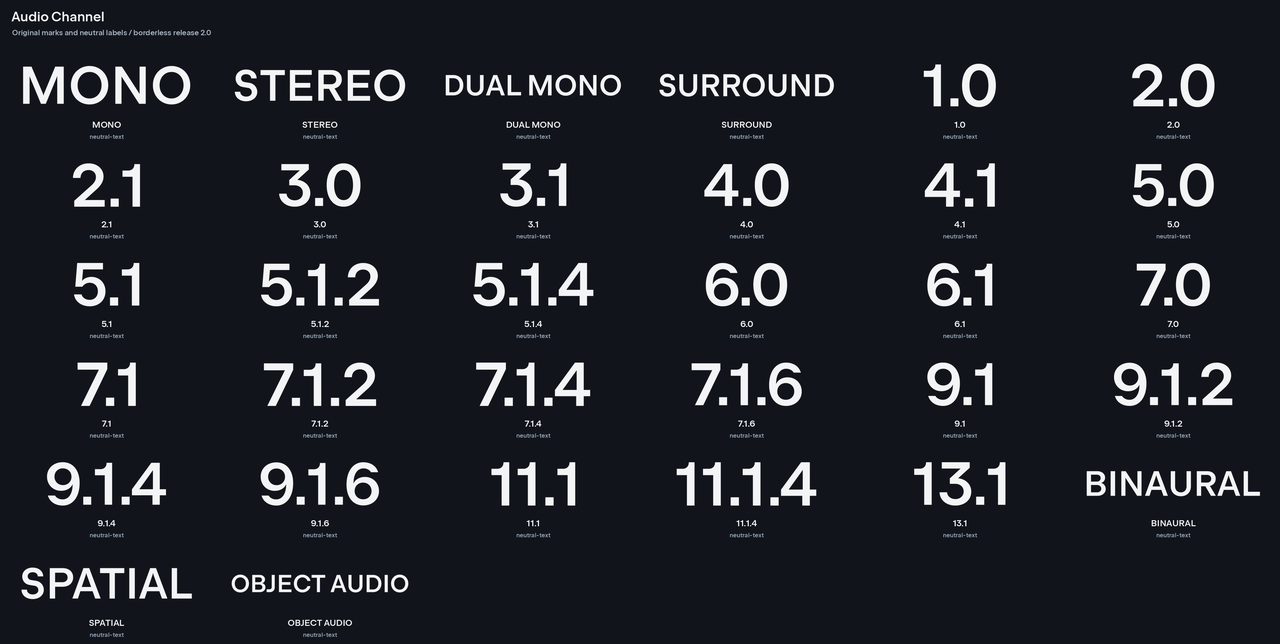 Audio Channel
Original marks and neutral labels / borderless release 2.0
MONO STEREO DUAL MONO SURROUND 1.0 2.0
MONO STEREO DUAL MONO SURROUND 1.0 2.0
neutral-text neutral-text neutral-text neutral-text neutral-text neutral-text
2.1 3.0 3.1 4.0 4.1 5.0
2.1 3.0 3.1 4.0 4.1 5.0
neutral-text neutral-text neutral-text neutral-text neutral-text neutral-text
5.1 5.1.2 5.1.4 6.0 6.1 7.0
5.1 5.1.2 5.1.4 6.0 6.1 7.0
neutral-text neutral-text neutral-text neutral-text neutral-text neutral-text
7.1 7.1.2 7.1.4 7.1.6 9.1 9.1.2
7.1 7.1.2 7.1.4 7.1.6 9.1 9.1.2
neutral-text neutral-text neutral-text neutral-text neutral-text neutral-text
9.1.4 9.1.6 11.1 11.1.4 13.1 BINAURAL
9.1.4 9.1.6 11.1 11.1.4 13.1 BINAURAL
neutral-text neutral-text neutral-text neutral-text neutral-text neutral-text
SPATIAL OBJECT AUDIO
SPATIAL OBJECT AUDIO
neutral-text neutral-text